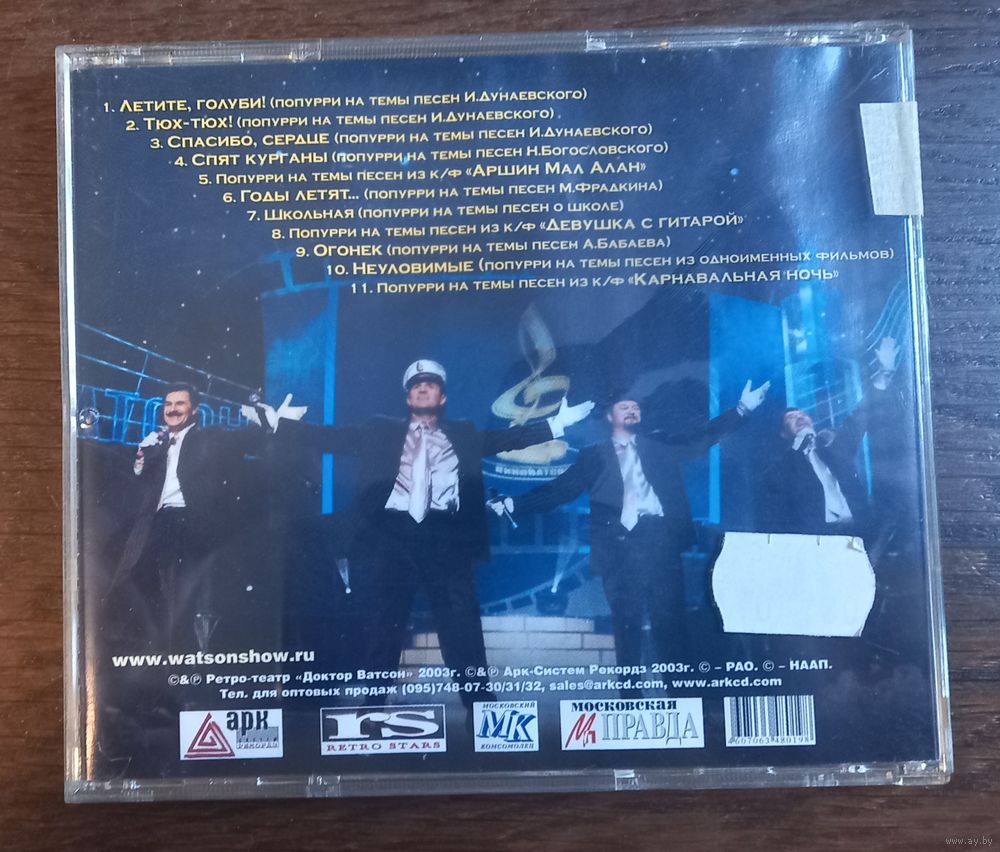 1. Летите, голуби! (попурри на темы песен И.Дунаевского)
2. Тюх-тюх! (попурри на темы песен И.Дунаевского)
3. Спасибо, сердце (попурри на темы песен И.Дунаевского)
4. Спят курганы (попурри на темы песен Н.Богословского)
5. Попурри на темы песен из к/ф «Аршин Мал Алан»
6. Годы летят... (попурри на темы песен М.Фрадкина)
7. Школьная (попурри на темы песен о школе)
8. Попурри на темы песен из к/ф «Девушка с гитарой»
9. Огонек (попурри на темы песен А.Бабаева)
10. Неуловимые (попурри на темы песен из одноименных фильмов)
11. Попурри на темы песен из к/ф «Карнавальная ночь»
www.watsonshow.ru
©&℗ Ретро-театр «Доктор Ватсон» 2003г. ©&℗ Арк-Систем Рекордз 2003г. © – РАО. © – НААП.
Тел. для оптовых продаж (095)748-07-30/31/32, sales@arkcd.com, www.arkcd.com
арк
систем
рекордз
rs
RETRO STARS
МОСКОВСКИЙ
МК
КОМСОМОЛЕЦ
МОСКОВСКАЯ
ПРАВДА
4607063480198
www.ay.by